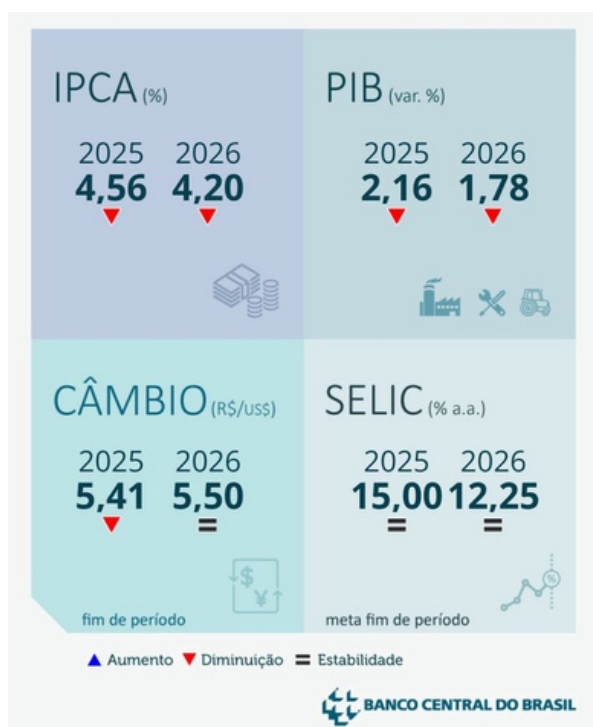 IPCA (%)
2025 2026
4,56 4,20
PIB (var. %)
2025 2026
2,16 1,78
CÂMBIO (R$/US$)
2025 2026
5,41 5,50
fim de período
$
¥
SELIC (% a.a.)
2025 2026
15,00 12,25
%
meta fim de período
Aumento Diminuição Estabilidade
BANCO CENTRAL DO BRASIL